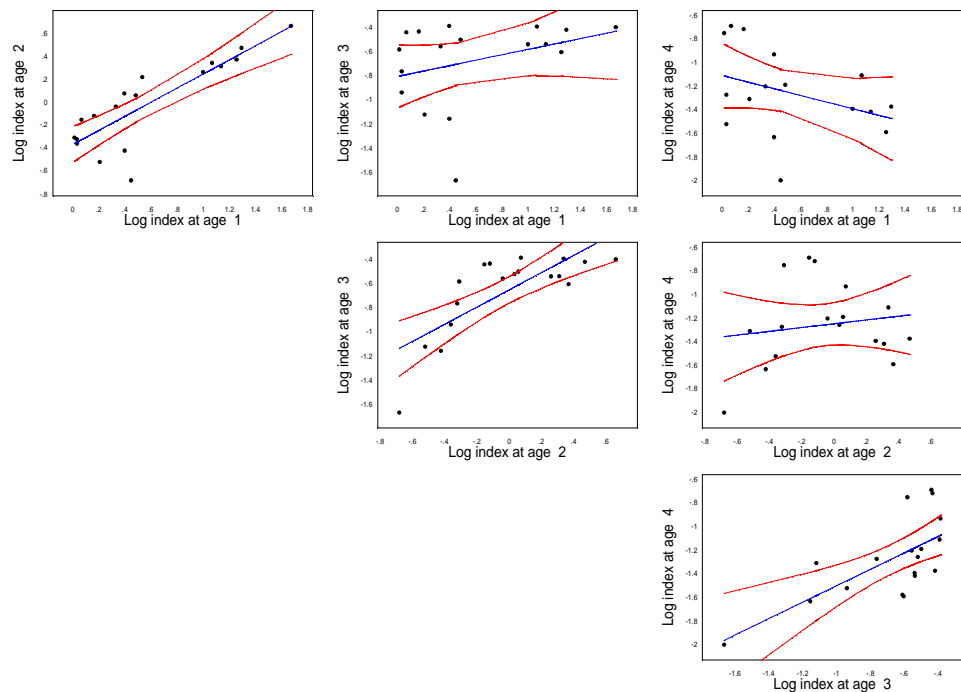 .8
.6
.4
.2
0
-.2
-.4
-.6
-.8
Log index at age 2
0 .2 .4 .6 .8 1 1.2 1.4 1.6 1.8
Log index at age 1
-.4
-.6
-.8
-1
-1.2
-1.4
-1.6
Log index at age 3
0 .2 .4 .6 .8 1 1.2 1.4 1.6 1.8
Log index at age 1
-.6
-.8
-1
-1.2
-1.4
-1.6
-1.8
-2
Log index at age 4
0 .2 .4 .6 .8 1 1.2 1.4 1.6 1.8
Log index at age 1
-.4
-.6
-.8
-1
-1.2
-1.4
-1.6
Log index at age 3
-.8 -.6 -.4 -.2 0 .2 .4 .6 .8
Log index at age 2
-.6
-.8
-1
-1.2
-1.4
-1.6
-1.8
-2
Log index at age 4
-.8 -.6 -.4 -.2 0 .2 .4 .6
Log index at age 2
-.6
-.8
-1
-1.2
-1.4
-1.6
-1.8
-2
Log index at age 4
-1.6 -1.4 -1.2 -1 -.8 -.6 -.4
Log index at age 3